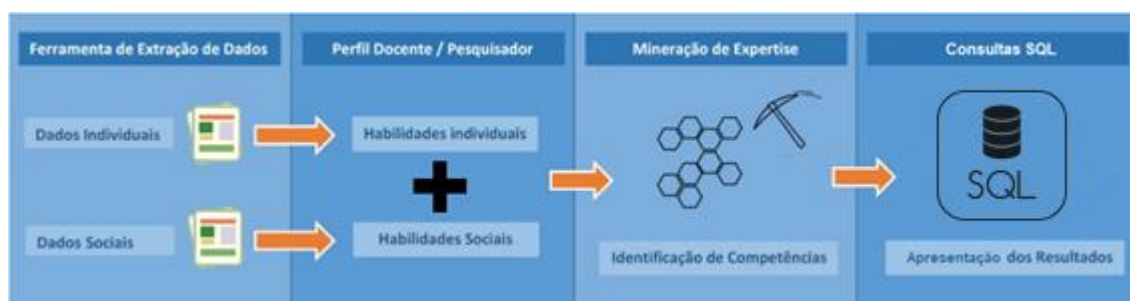 Ferramenta de Extração de Dados
Perfil Docente / Pesquisador
Mineração de Expertise
Consultas SQL
Dados Individuais
Habilidades individuais
SQL
Dados Sociais
Habilidades Sociais
Identificação de Competências
Apresentação dos Resultados